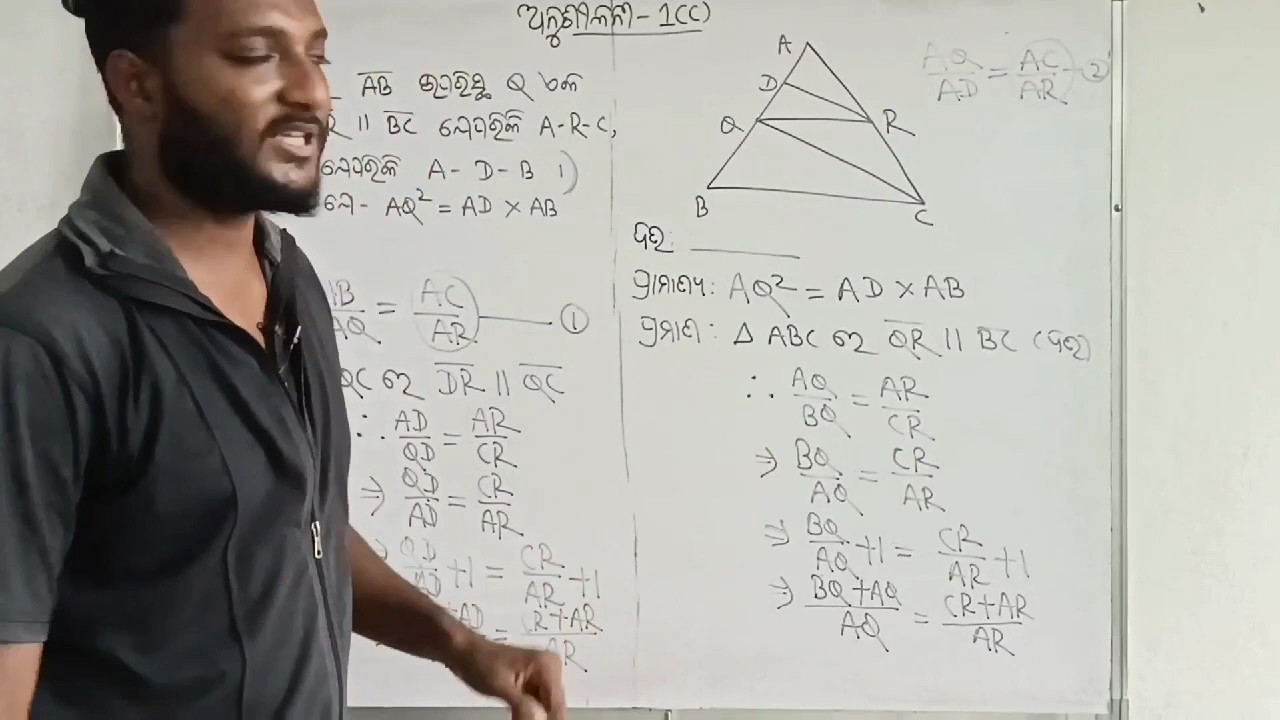 ଅନୁଶୀଳନୀ - 1(C)
AB ଉପରିସ୍ଥ Q ଏକ
R || BC ଯେପରିକି A-R-C,
ଯେପରିକି A - D - B ।)
AQ² = AD × AB
AB/AQ = AC/AR ①
QC ରେ DR || QC
∴ AD/QD = AR/CR
⇒ QD/AD = CR/AR
⇒ QD/AD + 1 = CR/AR + 1
+AD = CR+AR/AR
A
D
Q
R
B
C
AQ/AD = AC/AR - ②
ଦତ୍ତ:
ପ୍ରାମାଣ୍ୟ: AQ² = AD × AB
ପ୍ରମାଣ: Δ ABC ରେ QR || BC (ଦତ୍ତ)
∴ AQ/BQ = AR/CR
⇒ BQ/AQ = CR/AR
⇒ BQ/AQ + 1 = CR/AR + 1
⇒ BQ+AQ/AQ = CR+AR/AR